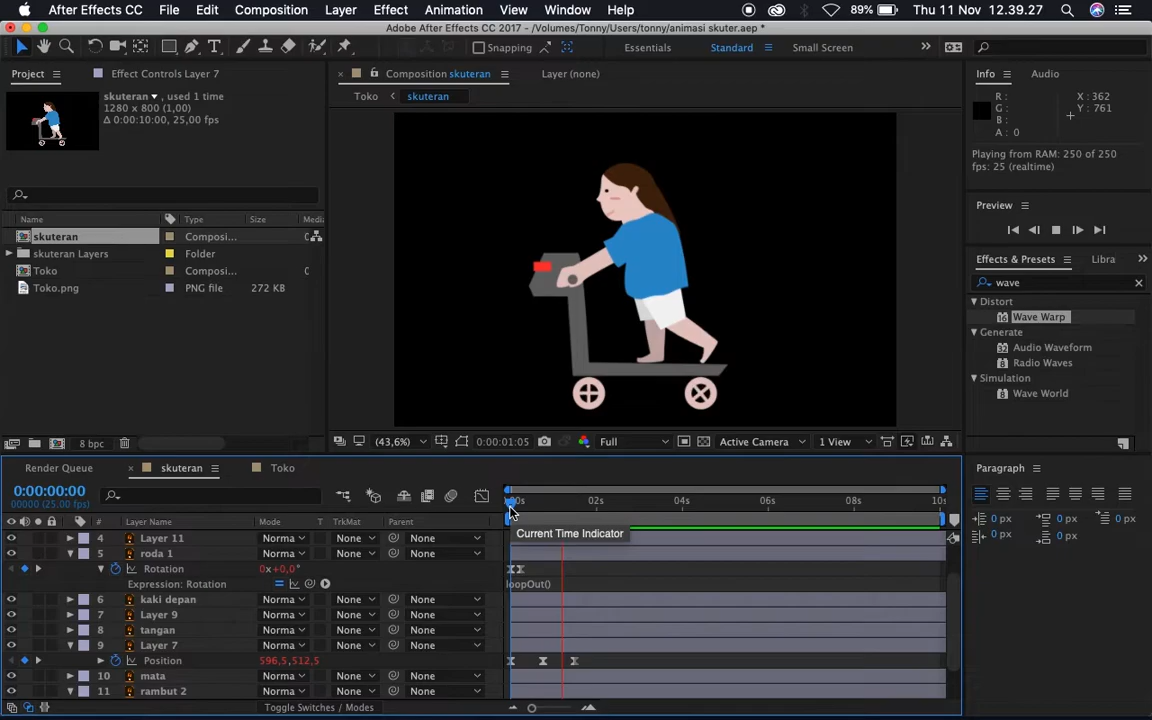 After Effects CC File Edit Composition Layer Effect Animation View Window Help 89% Thu 11 Nov 12.39.27
Adobe After Effects CC 2017 - /Volumes/Tonny/Users/tonny/animasi skuter.aep *
Snapping Essentials Standard Small Screen
Project Effect Controls Layer 7
skuteran, used 1 time
1280 x 800 (1,00)
Δ 0:00:10:00, 25,00 fps
Name Type Size Media
skuteran Composi...
skuteran Layers Folder
Toko Composi...
Toko.png PNG file 272 KB
8 bpc
Composition skuteran Layer (none)
Toko skuteran
(43,6%) 0:00:01:05 Full Active Camera 1 View
Info Audio
R : X : 362
G : Y : 761
B :
A : 0
Playing from RAM: 250 of 250
fps: 25 (realtime)
Preview
Effects & Presets Libra
wave
Distort
Wave Warp
Generate
Audio Waveform
Radio Waves
Simulation
Wave World
Paragraph
0 px 0 px 0 px
0 px 0 px
Render Queue skuteran Toko
0:00:00:00
00000 (25.00 fps)
02s 04s 06s 08s 10s
# Layer Name Mode T TrkMat Parent
Current Time Indicator
4 Layer 11 Norma None None
5 roda 1 Norma None None
Rotation 0x+0,0°
Expression: Rotation loopOut()
6 kaki depan Norma None None
7 Layer 9 Norma None None
8 tangan Norma None None
9 Layer 7 Norma None None
Position 596,5,512,5
10 mata Norma None None
11 rambut 2 Norma None None
Toggle Switches / Modes